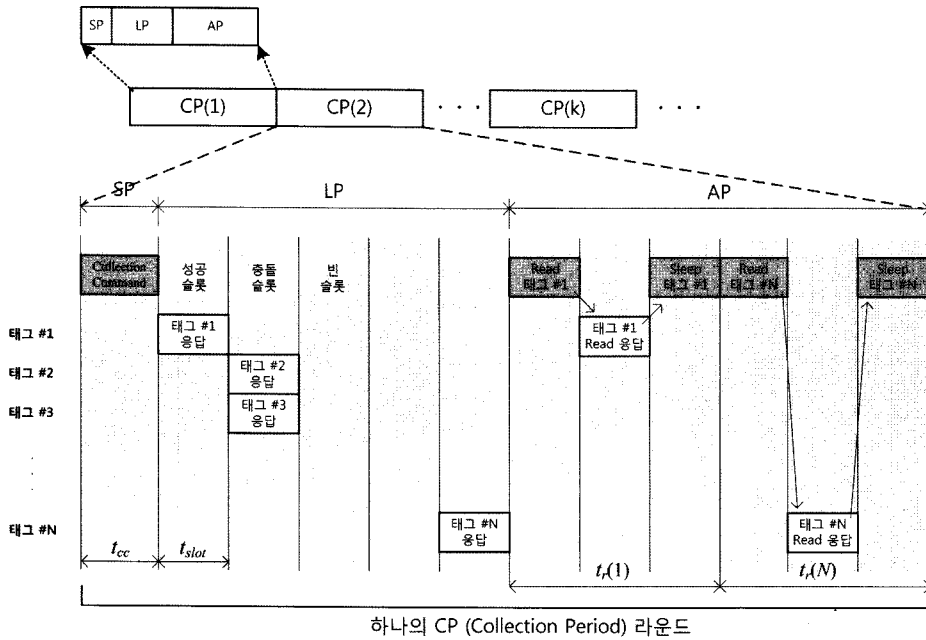 SP LP AP
CP(1) CP(2) · · · CP(k) · · ·
SP LP AP
Collection
Command
성공
슬롯
충돌
슬롯
빈
슬롯
Read
태그 #1
Sleep
태그 #1
Read
태그 #N
Sleep
태그 #N
태그 #1
태그 #1
응답
태그 #1
Read 응답
태그 #2
태그 #2
응답
태그 #3
태그 #3
응답
태그 #N
태그 #N
응답
태그 #N
Read 응답
tcc tslot tr(1) tr(N)
하나의 CP (Collection Period) 라운드